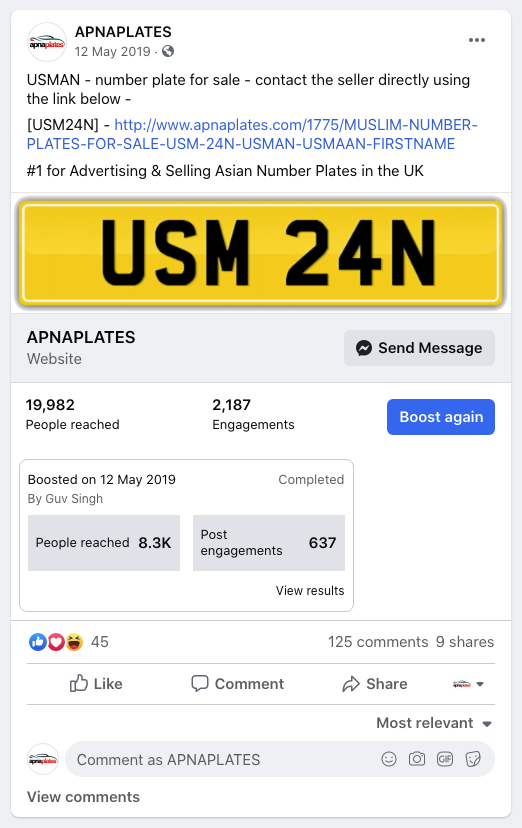 APNAPLATES
12 May 2019 ·
USMAN - number plate for sale - contact the seller directly using
the link below -
[USM24N] - http://www.apnaplates.com/1775/MUSLIM-NUMBER-
PLATES-FOR-SALE-USM-24N-USMAN-USMAAN-FIRSTNAME
#1 for Advertising & Selling Asian Number Plates in the UK
USM 24N
APNAPLATES
Website
Send Message
19,982
People reached
2,187
Engagements
Boost again
Boosted on 12 May 2019
Completed
By Guv Singh
People reached 8.3K
Post
engagements
637
View results
45
125 comments 9 shares
Like
Comment
Share
Most relevant
apnaplates
Comment as APNAPLATES
GIF
View comments